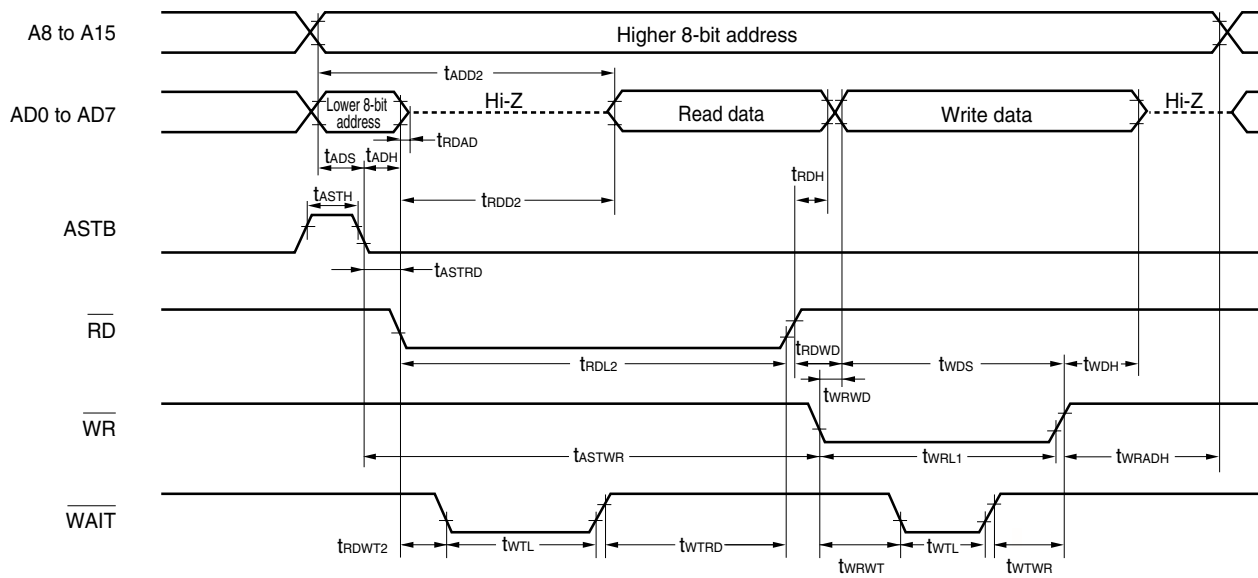 A8 to A15
Higher 8-bit address
tADD2
AD0 to AD7
Lower 8-bit
address
Hi-Z
Read data
Write data
Hi-Z
tRDAD
tADS
tADH
tASTH
tRDD2
tRDH
ASTB
tASTRD
RD
tRDL2
tRDWD
tWDS
tWDH
tWRWD
WR
tASTWR
tWRL1
tWRADH
WAIT
tRDWT2
tWTL
tWTRD
tWRWT
tWTL
tWTWR